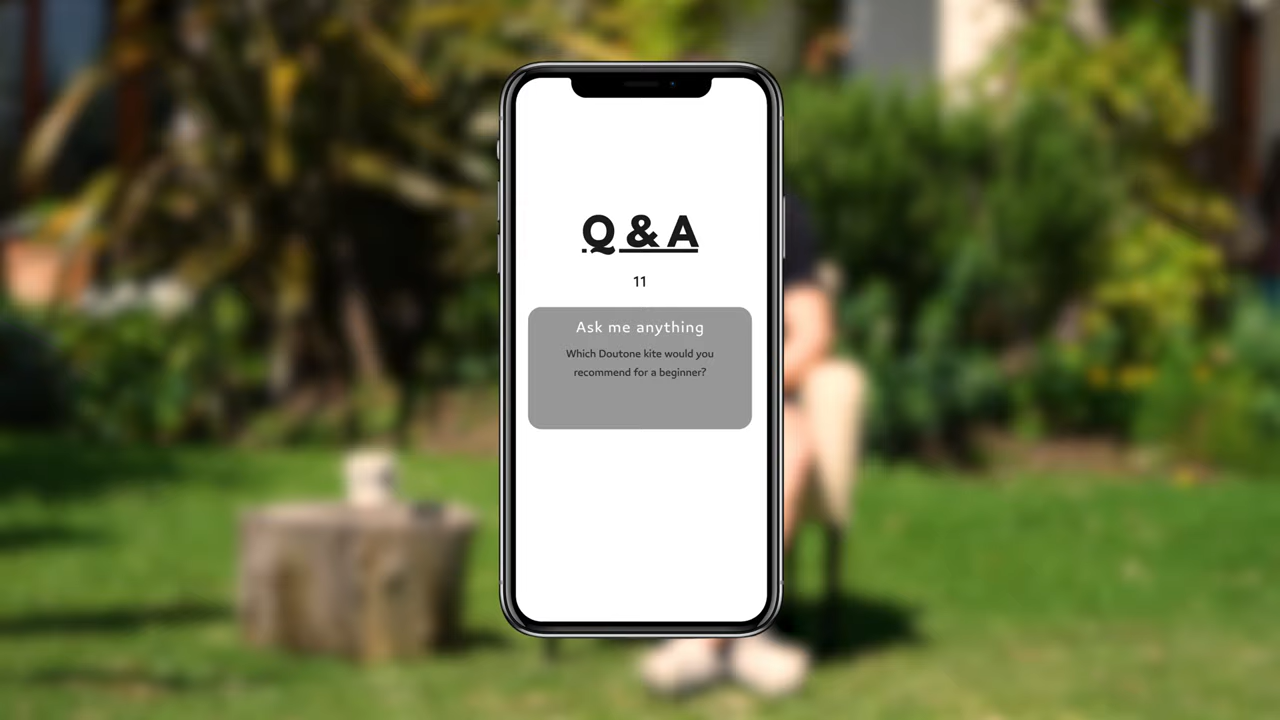 Q & A
11
Ask me anything
Which Doutone kite would you
recommend for a beginner?